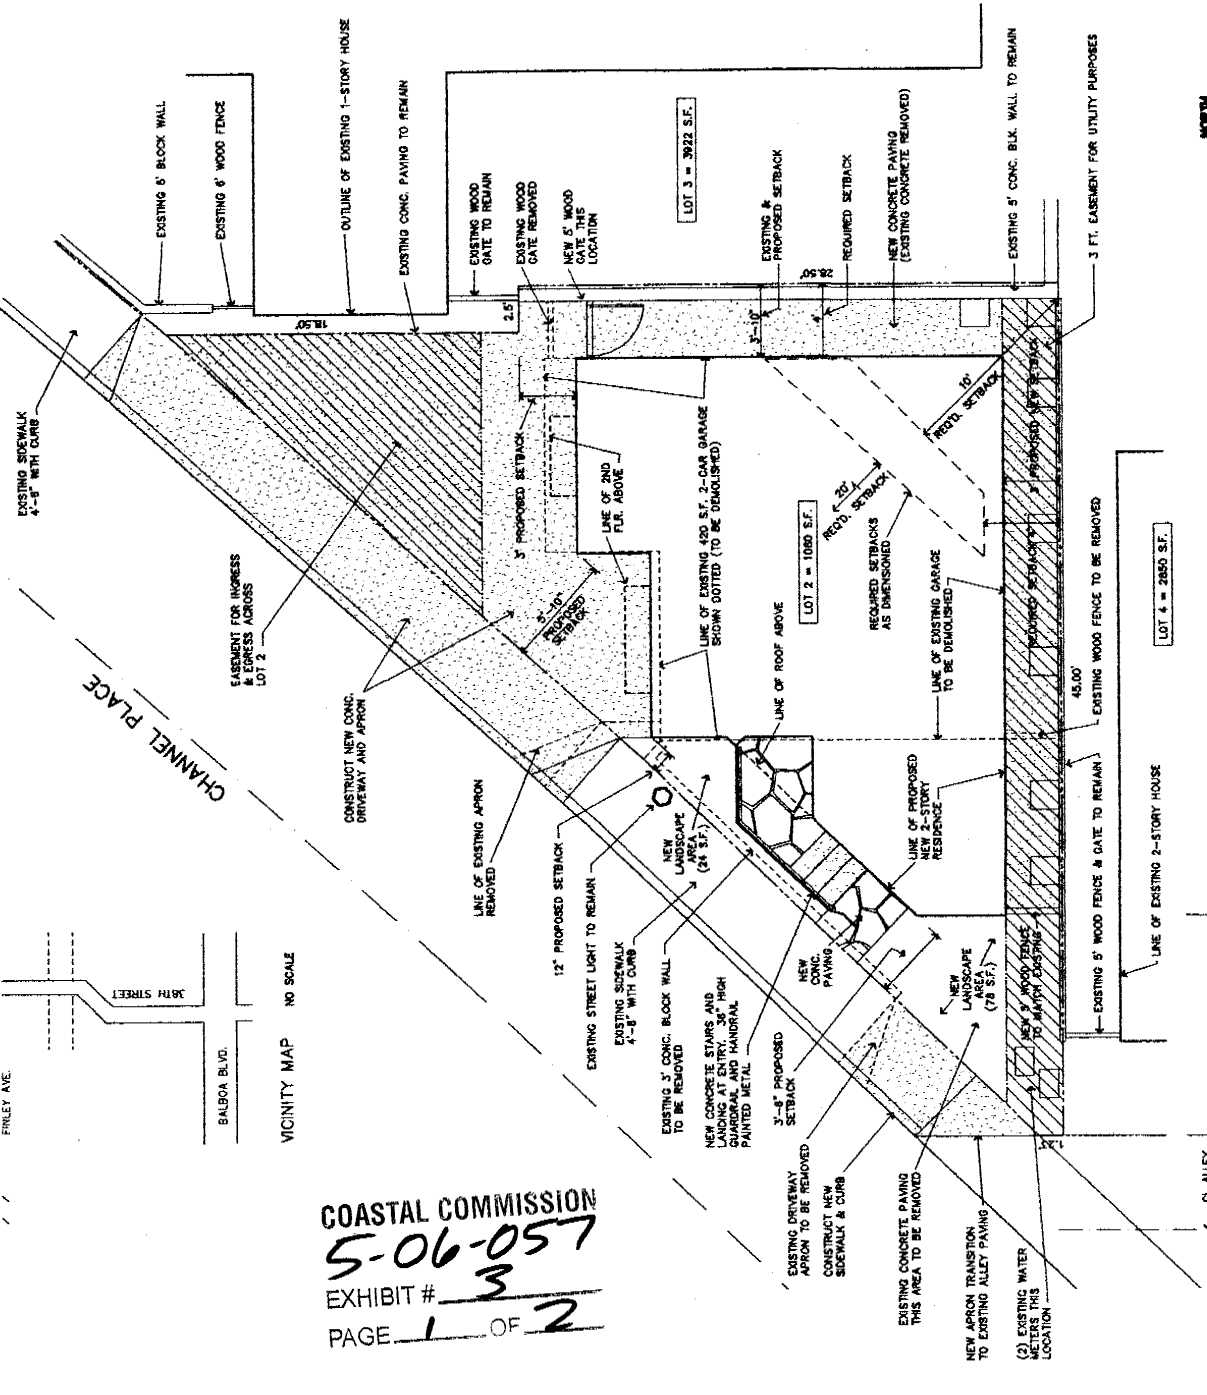 EXISTING 6' BLOCK WALL
EXISTING 6' WOOD FENCE
OUTLINE OF EXISTING 1-STORY HOUSE
EXISTING CONC. PAVING TO REMAIN
EXISTING WOOD
GATE TO REMAIN
EXISTING WOOD
GATE REMOVED
NEW 5' WOOD
GATE THIS
LOCATION
LOT 3 = 3922 S.F.
EXISTING &
PROPOSED SETBACK
REQUIRED SETBACK
NEW CONCRETE PAVING
(EXISTING CONCRETE REMOVED)
EXISTING 5' CONC. BLK. WALL TO REMAIN
3 FT. EASEMENT FOR UTILITY PURPOSES
NORTH
EXISTING SIDEWALK
4'-8" WITH CURB
18.50'
2.5'
28.50'
3'-10"
4'
3' PROPOSED SETBACK
LINE OF 2ND
FLR. ABOVE
LINE OF EXISTING 420 S.F. 2-CAR GARAGE
SHOWN DOTTED (TO BE DEMOLISHED)
10'
REQ'D. SETBACK
20'
REQ'D. SETBACK
LOT 2 = 1080 S.F.
REQUIRED SETBACKS
AS DIMENSIONED
3' PROPOSED NEW SETBACK
REQUIRED SETBACK
EASEMENT FOR INGRESS
& EGRESS ACROSS
LOT 2
5'-10"
PROPOSED
SETBACK
CHANNEL PLACE
CONSTRUCT NEW CONC.
DRIVEWAY AND APRON
LINE OF ROOF ABOVE
LINE OF EXISTING GARAGE
TO BE DEMOLISHED
45.00'
EXISTING WOOD FENCE TO BE REMOVED
LOT 4 = 2850 S.F.
LINE OF EXISTING APRON
REMOVED
12" PROPOSED SETBACK
EXISTING STREET LIGHT TO REMAIN
NEW
LANDSCAPE
AREA
(24 S.F.)
LINE OF PROPOSED
NEW 2-STORY
RESIDENCE
EXISTING 5' WOOD FENCE & GATE TO REMAIN
LINE OF EXISTING 2-STORY HOUSE
EXISTING SIDEWALK
4'-8" WITH CURB
EXISTING 3' CONC. BLOCK WALL
TO BE REMOVED
NEW CONCRETE STAIRS AND
LANDING AT ENTRY. 36" HIGH
GUARDRAIL AND HANDRAIL
PAINTED METAL
NEW
CONC.
PAVING
NEW
LANDSCAPE
AREA
(78 S.F.)
NEW 5' WOOD FENCE
TO MATCH EXISTING
3'-8" PROPOSED
SETBACK
EXISTING DRIVEWAY
APRON TO BE REMOVED
CONSTRUCT NEW
SIDEWALK & CURB
EXISTING CONCRETE PAVING
THIS AREA TO BE REMOVED
NEW APRON TRANSITION
TO EXISTING ALLEY PAVING
(2) EXISTING WATER
METERS THIS
LOCATION
ALLEY
FINLEY AVE.
38TH STREET
BALBOA BLVD.
VICINITY MAP NO SCALE
COASTAL COMMISSION
5-06-057
EXHIBIT # 3
PAGE 1 OF 2